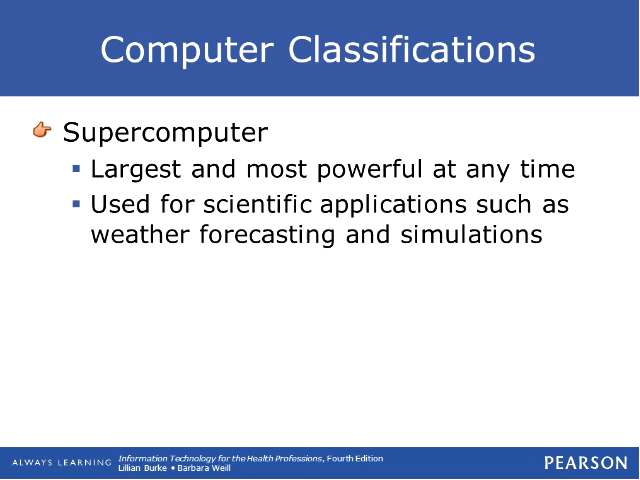 Computer Classifications
Supercomputer
▪ Largest and most powerful at any time
▪ Used for scientific applications such as
weather forecasting and simulations
ALWAYS LEARNING
Information Technology for the Health Professions, Fourth Edition
Lillian Burke • Barbara Weill
PEARSON